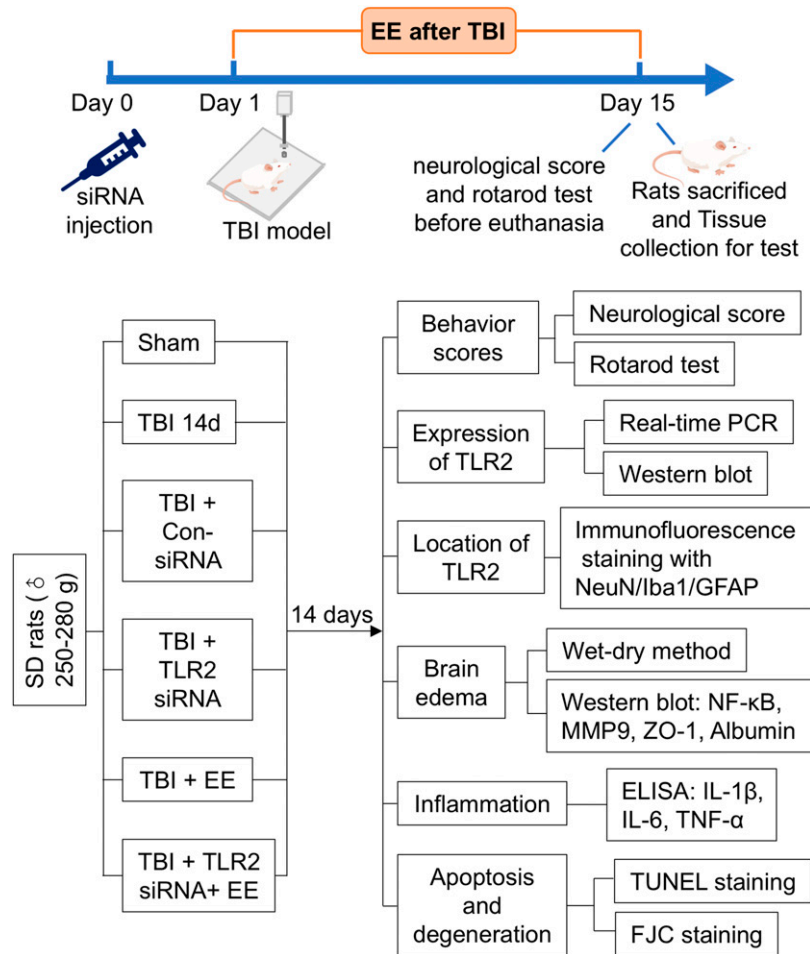 EE after TBI
Day 0
Day 1
Day 15
siRNA
injection
TBI model
neurological score
and rotarod test
before euthanasia
Rats sacrificed
and Tissue
collection for test
SD rats (♂
250-280 g)
Sham
TBI 14d
TBI +
Con-
siRNA
TBI +
TLR2
siRNA
TBI + EE
TBI + TLR2
siRNA+ EE
14 days
Behavior
scores
Neurological score
Rotarod test
Expression
of TLR2
Real-time PCR
Western blot
Location of
TLR2
Immunofluorescence
staining with
NeuN/Iba1/GFAP
Brain
edema
Wet-dry method
Western blot: NF-κB,
MMP9, ZO-1, Albumin
Inflammation
ELISA: IL-1β,
IL-6, TNF-α
Apoptosis
and
degeneration
TUNEL staining
FJC staining